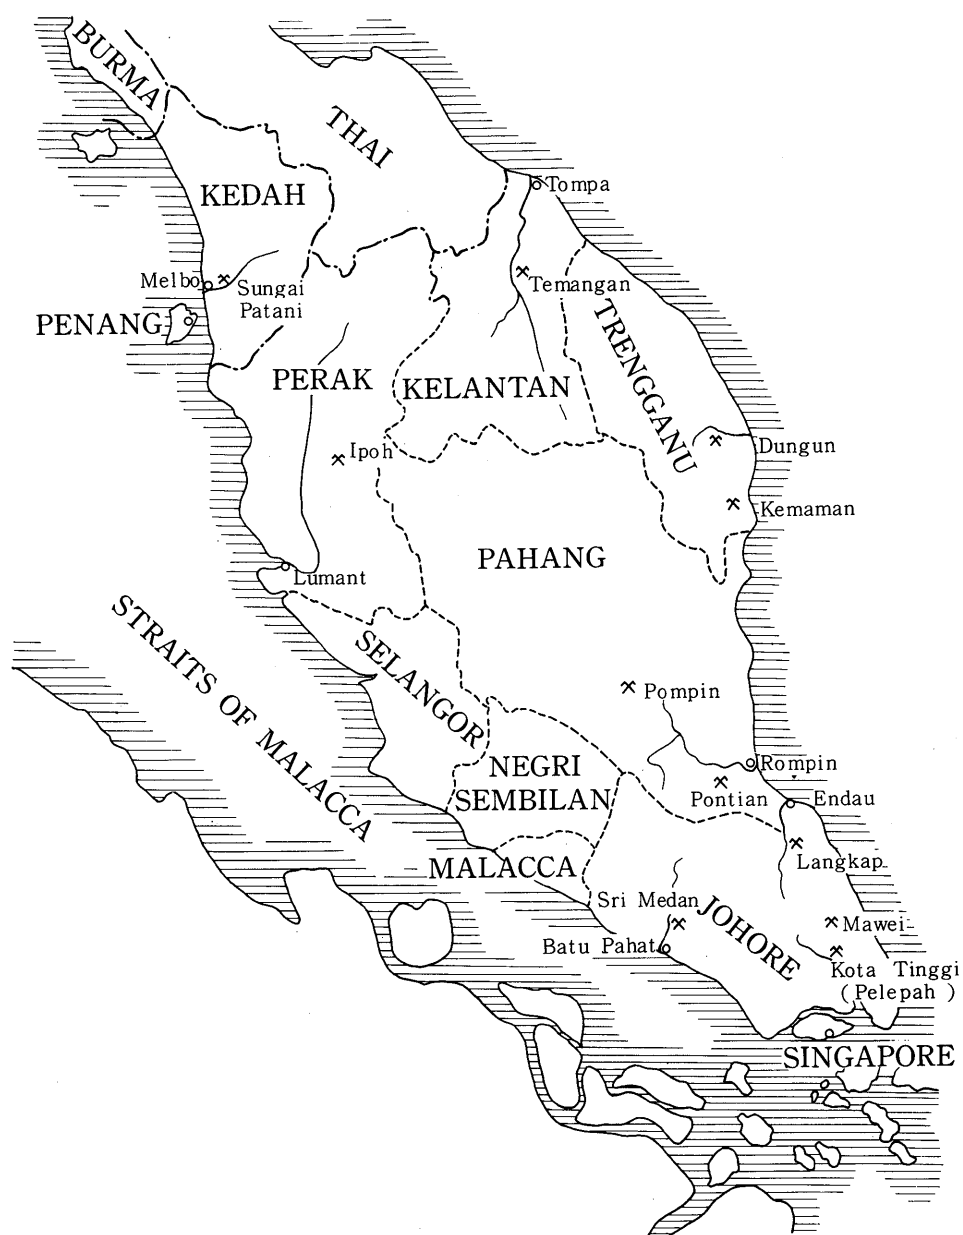 BURMA
THAI
KEDAH
Tompa
Melbo
Sungai
Patani
Temangan
PENANG
TRENGGANU
PERAK
KELANTAN
Ipoh
Dungun
Kemaman
PAHANG
Lumant
STRAITS OF MALACCA
SELANGOR
Pompin
NEGRI
SEMBILAN
Rompin
Pontian
Endau
MALACCA
Langkap
Sri Medan
JOHORE
Mawei
Batu Pahat
Kota Tinggi
(Pelepah)
SINGAPORE